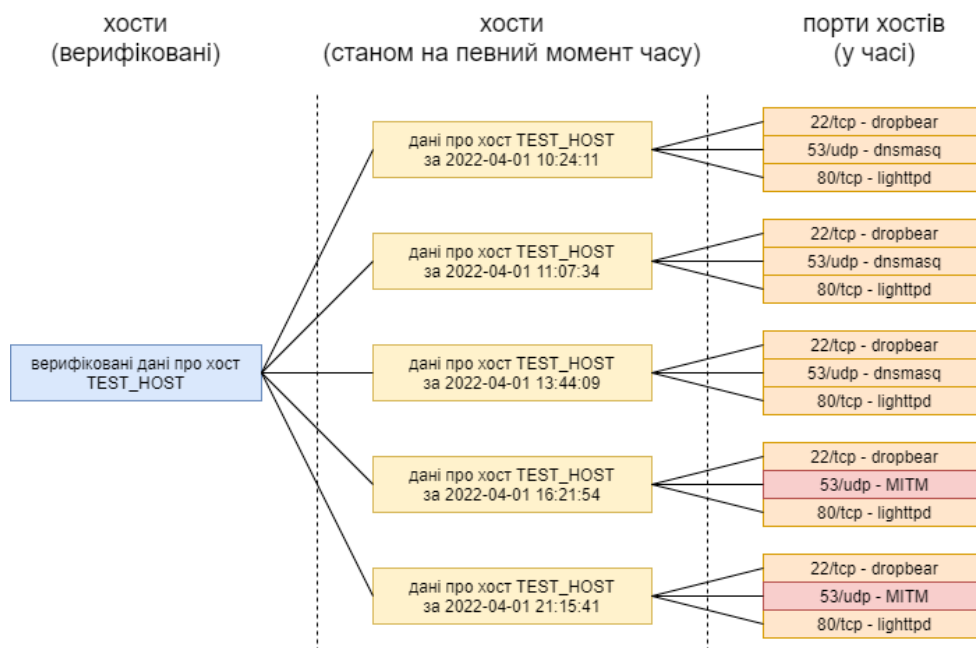 хости
(верифіковані)
хости
(станом на певний момент часу)
порти хостів
(у часі)
верифіковані дані про хост
TEST_HOST
дані про хост TEST_HOST
за 2022-04-01 10:24:11
22/tcp - dropbear
53/udp - dnsmasq
80/tcp - lighttpd
дані про хост TEST_HOST
за 2022-04-01 11:07:34
22/tcp - dropbear
53/udp - dnsmasq
80/tcp - lighttpd
дані про хост TEST_HOST
за 2022-04-01 13:44:09
22/tcp - dropbear
53/udp - dnsmasq
80/tcp - lighttpd
дані про хост TEST_HOST
за 2022-04-01 16:21:54
22/tcp - dropbear
53/udp - MITM
80/tcp - lighttpd
дані про хост TEST_HOST
за 2022-04-01 21:15:41
22/tcp - dropbear
53/udp - MITM
80/tcp - lighttpd